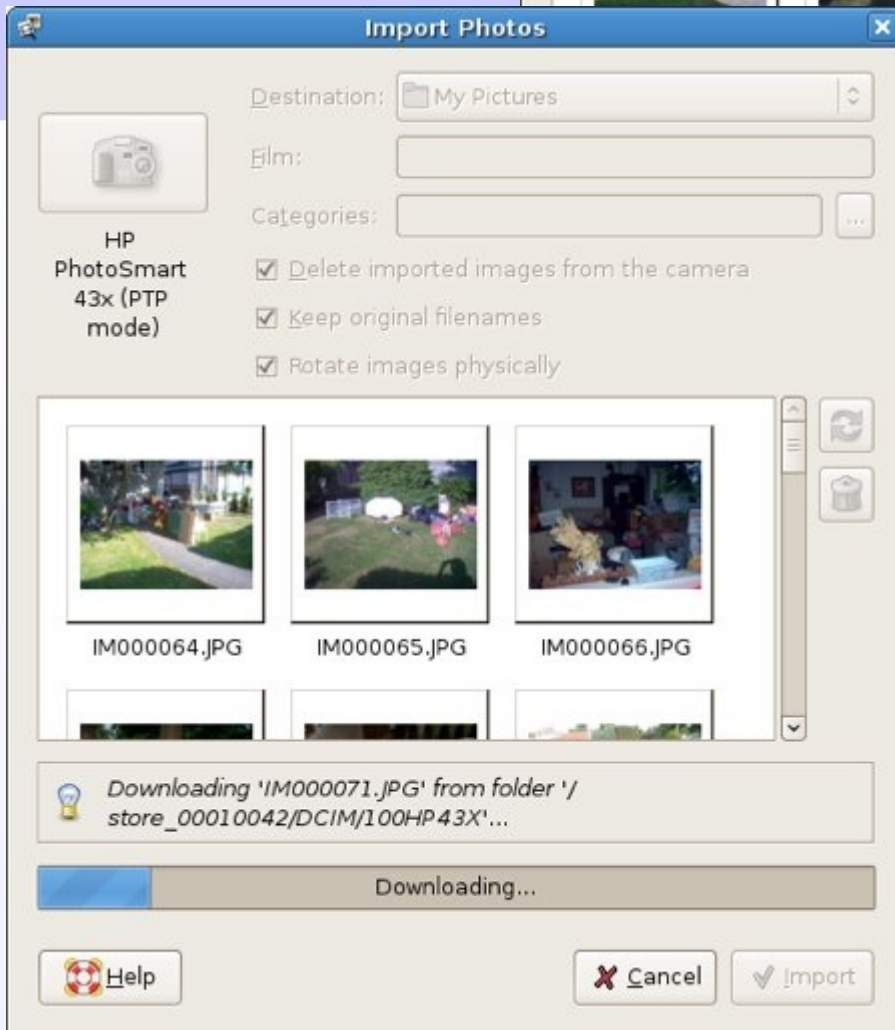 Import Photos
Destination: My Pictures
Film:
Categories: ...
HP
PhotoSmart
43x (PTP
mode)
Delete imported images from the camera
Keep original filenames
Rotate images physically
IM000064.JPG IM000065.JPG IM000066.JPG
Downloading 'IM000071.JPG' from folder '/
store_00010042/DCIM/100HP43X'...
Downloading...
Help Cancel Import